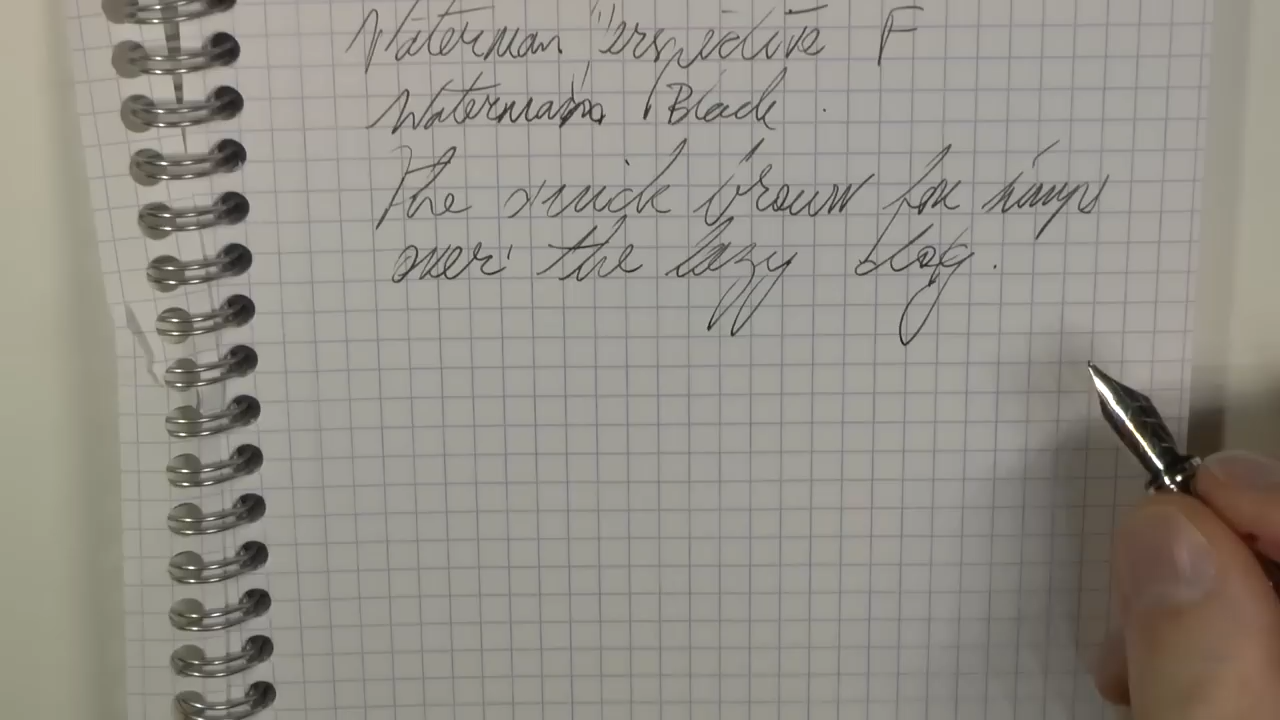 Waterman Perspective F
Waterman Black .
The quick brown fox jumps
over the lazy dog.